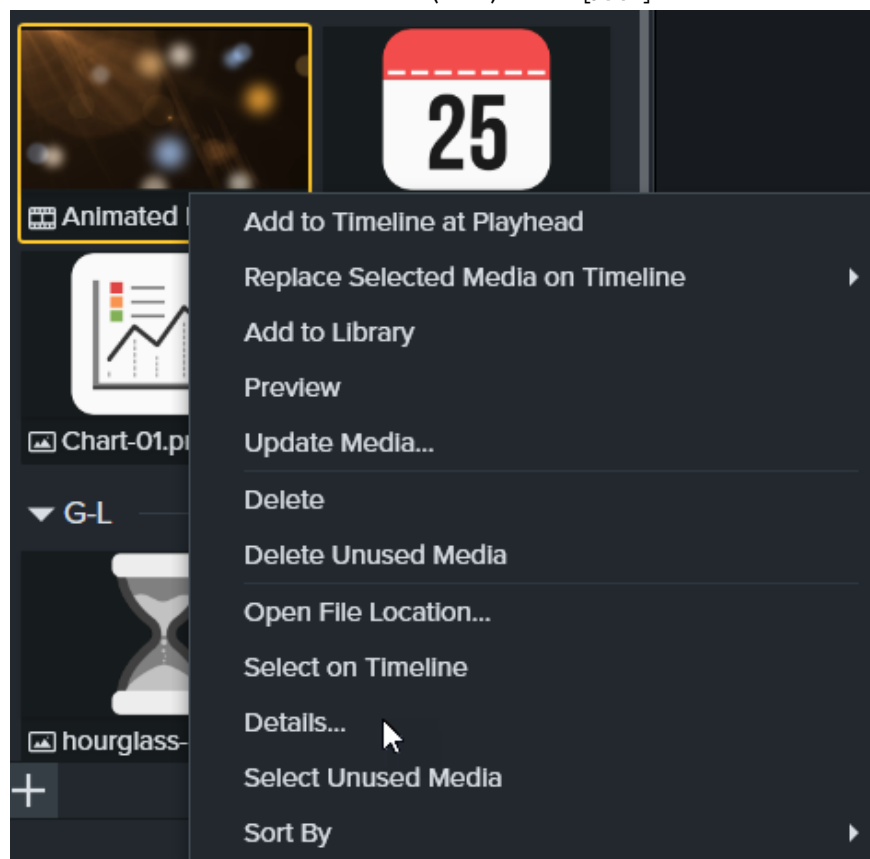 25
Animated
Add to Timeline at Playhead
Replace Selected Media on Timeline
Add to Library
Preview
Chart-01.pr
Update Media...
Delete
G-L
Delete Unused Media
Open File Location...
Select on Timeline
Details...
hourglass-
Select Unused Media
Sort By